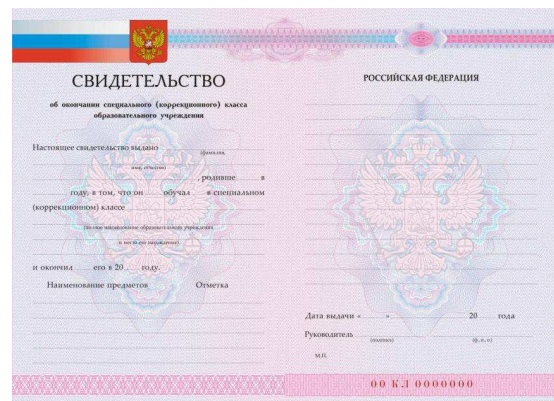 СВИДЕТЕЛЬСТВО
об окончании специального (коррекционного) класса
образовательного учреждения
Настоящее свидетельство выдано
(фамилия,
имя, отчество)
, родивше в
году, в том, что он обучал в специальном
(коррекционном) классе
(полное наименование образовательного учреждения
и место его нахождения)
и окончил его в 20 году.
Наименование предметов Отметка
РОССИЙСКАЯ ФЕДЕРАЦИЯ
Дата выдачи « » 20 года
Руководитель
(подпись) (ф., и., о.)
М.П.
00 КЛ 0000000